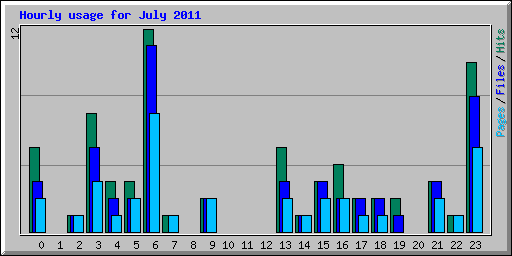 Hourly usage for July 2011
12
Pages / Files / Hits
0 1 2 3 4 5 6 7 8 9 10 11 12 13 14 15 16 17 18 19 20 21 22 23